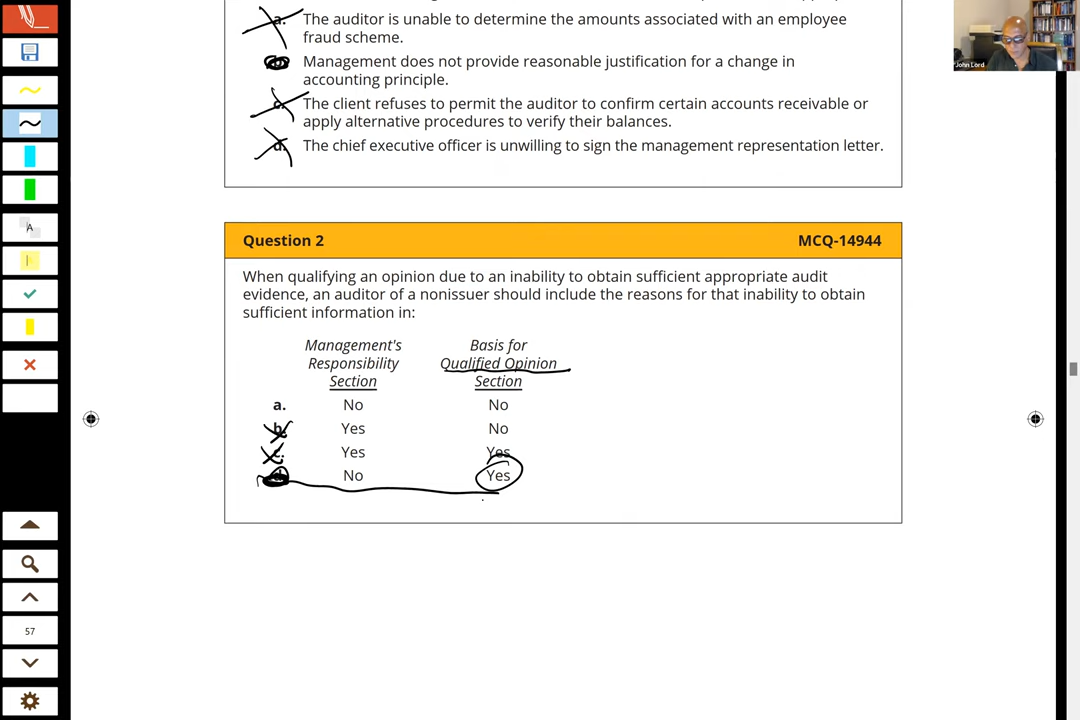 a. The auditor is unable to determine the amounts associated with an employee
fraud scheme.
Management does not provide reasonable justification for a change in
accounting principle.
c. The client refuses to permit the auditor to confirm certain accounts receivable or
apply alternative procedures to verify their balances.
d. The chief executive officer is unwilling to sign the management representation letter.
John Lord
Question 2 MCQ-14944
When qualifying an opinion due to an inability to obtain sufficient appropriate audit
evidence, an auditor of a nonissuer should include the reasons for that inability to obtain
sufficient information in:
Management's Basis for
Responsibility Qualified Opinion
Section Section
a. No No
b. Yes No
c. Yes Yes
d. No Yes
A
57